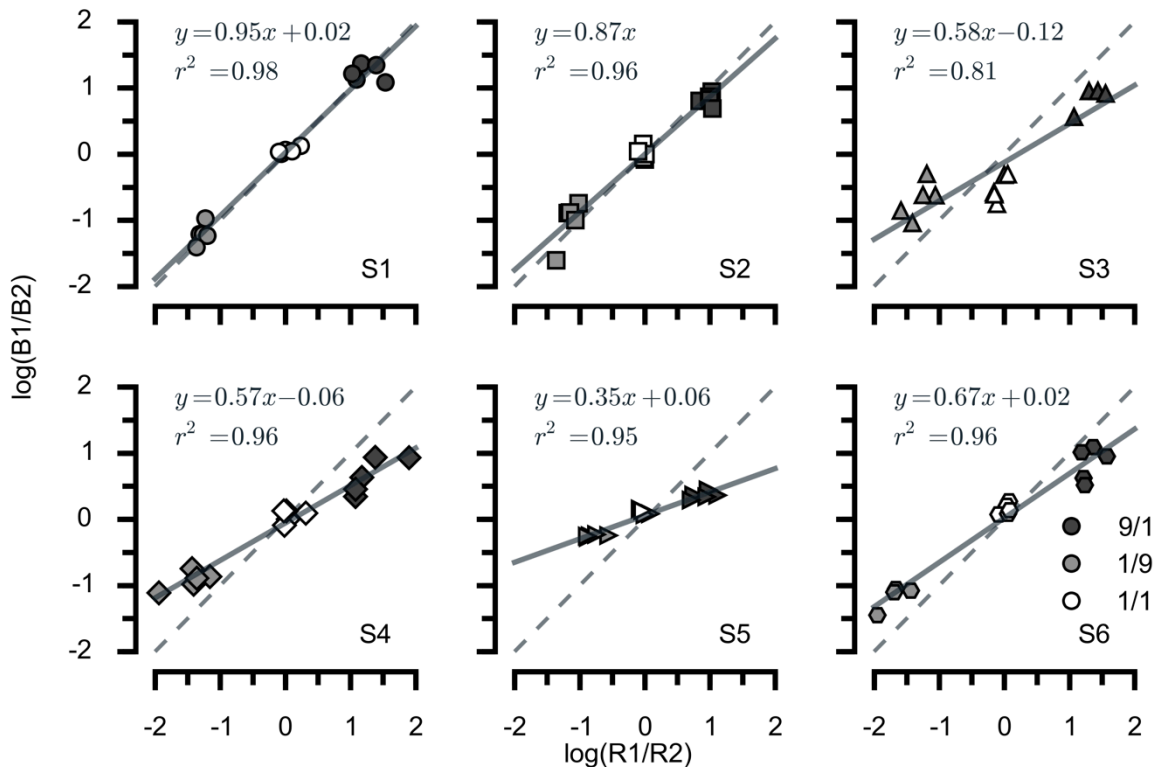 log(B1/B2)
2
1
0
-1
-2
y=0.95x+0.02
r² =0.98
S1
y=0.87x
r² =0.96
S2
y=0.58x−0.12
r² =0.81
S3
2
1
0
-1
-2
y=0.57x−0.06
r² =0.96
S4
y=0.35x+0.06
r² =0.95
S5
y=0.67x+0.02
r² =0.96
9/1
1/9
1/1
S6
-2 -1 0 1 2
-2 -1 0 1 2
-2 -1 0 1 2
log(R1/R2)